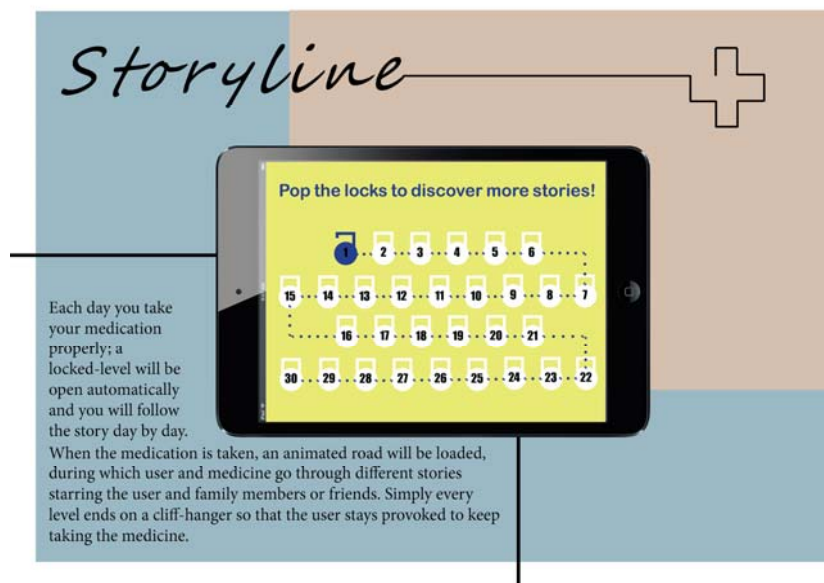 Storyline
Pop the locks to discover more stories!
1 2 3 4 5 6
15 14 13 12 11 10 9 8 7
16 17 18 19 20 21
30 29 28 27 26 25 24 23 22
Each day you take
your medication
properly; a
locked-level will be
open automatically
and you will follow
the story day by day.
When the medication is taken, an animated road will be loaded,
during which user and medicine go through different stories
starring the user and family members or friends. Simply every
level ends on a cliff-hanger so that the user stays provoked to keep
taking the medicine.